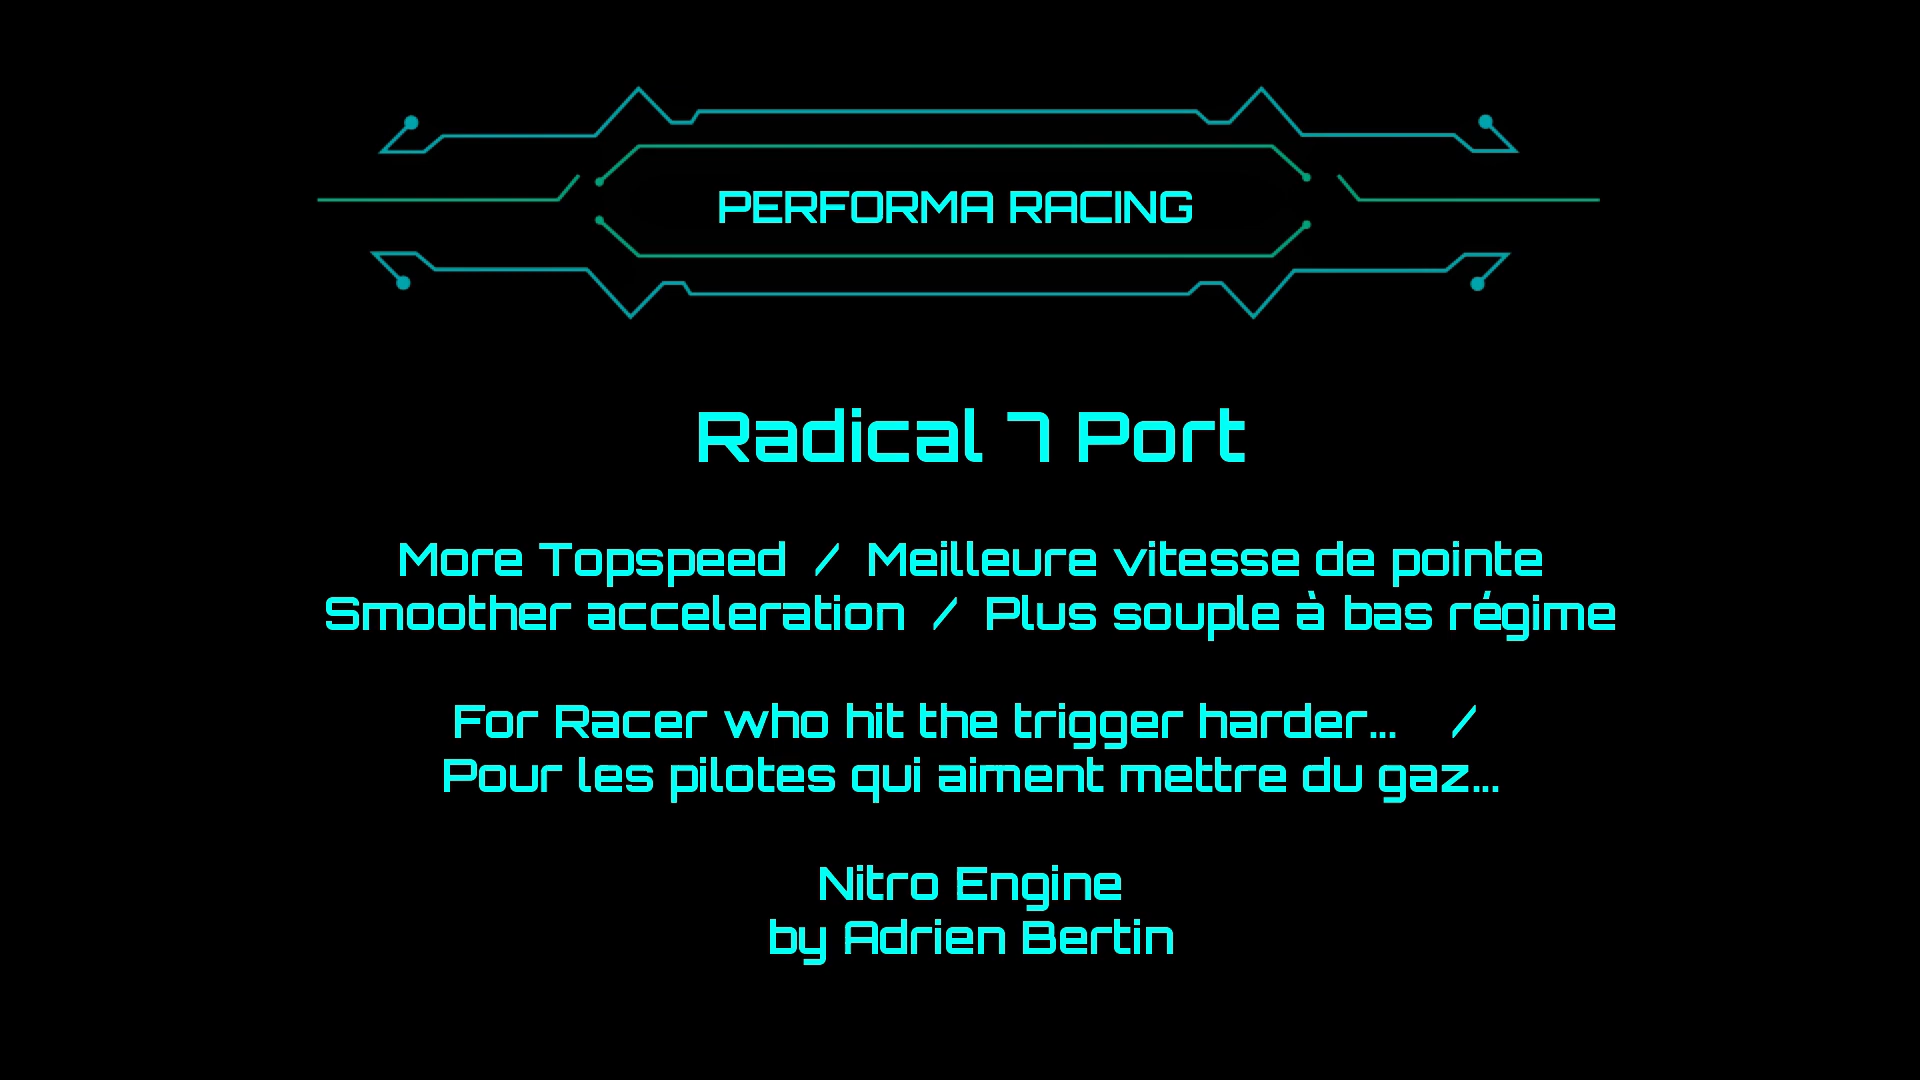 PERFORMA RACING
Radical 7 Port
More Topspeed / Meilleure vitesse de pointe
Smoother acceleration / Plus souple à bas régime
For Racer who hit the trigger harder... /
Pour les pilotes qui aiment mettre du gaz...
Nitro Engine
by Adrien Bertin